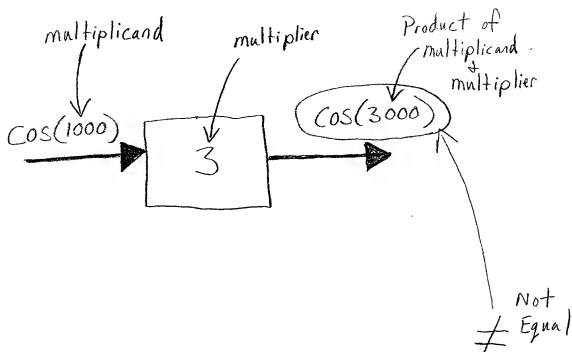 multiplicand
multiplier
Product of
multiplicand
+
multiplier
Cos(1000)
3
Cos(3000)
Not
≠ Equal